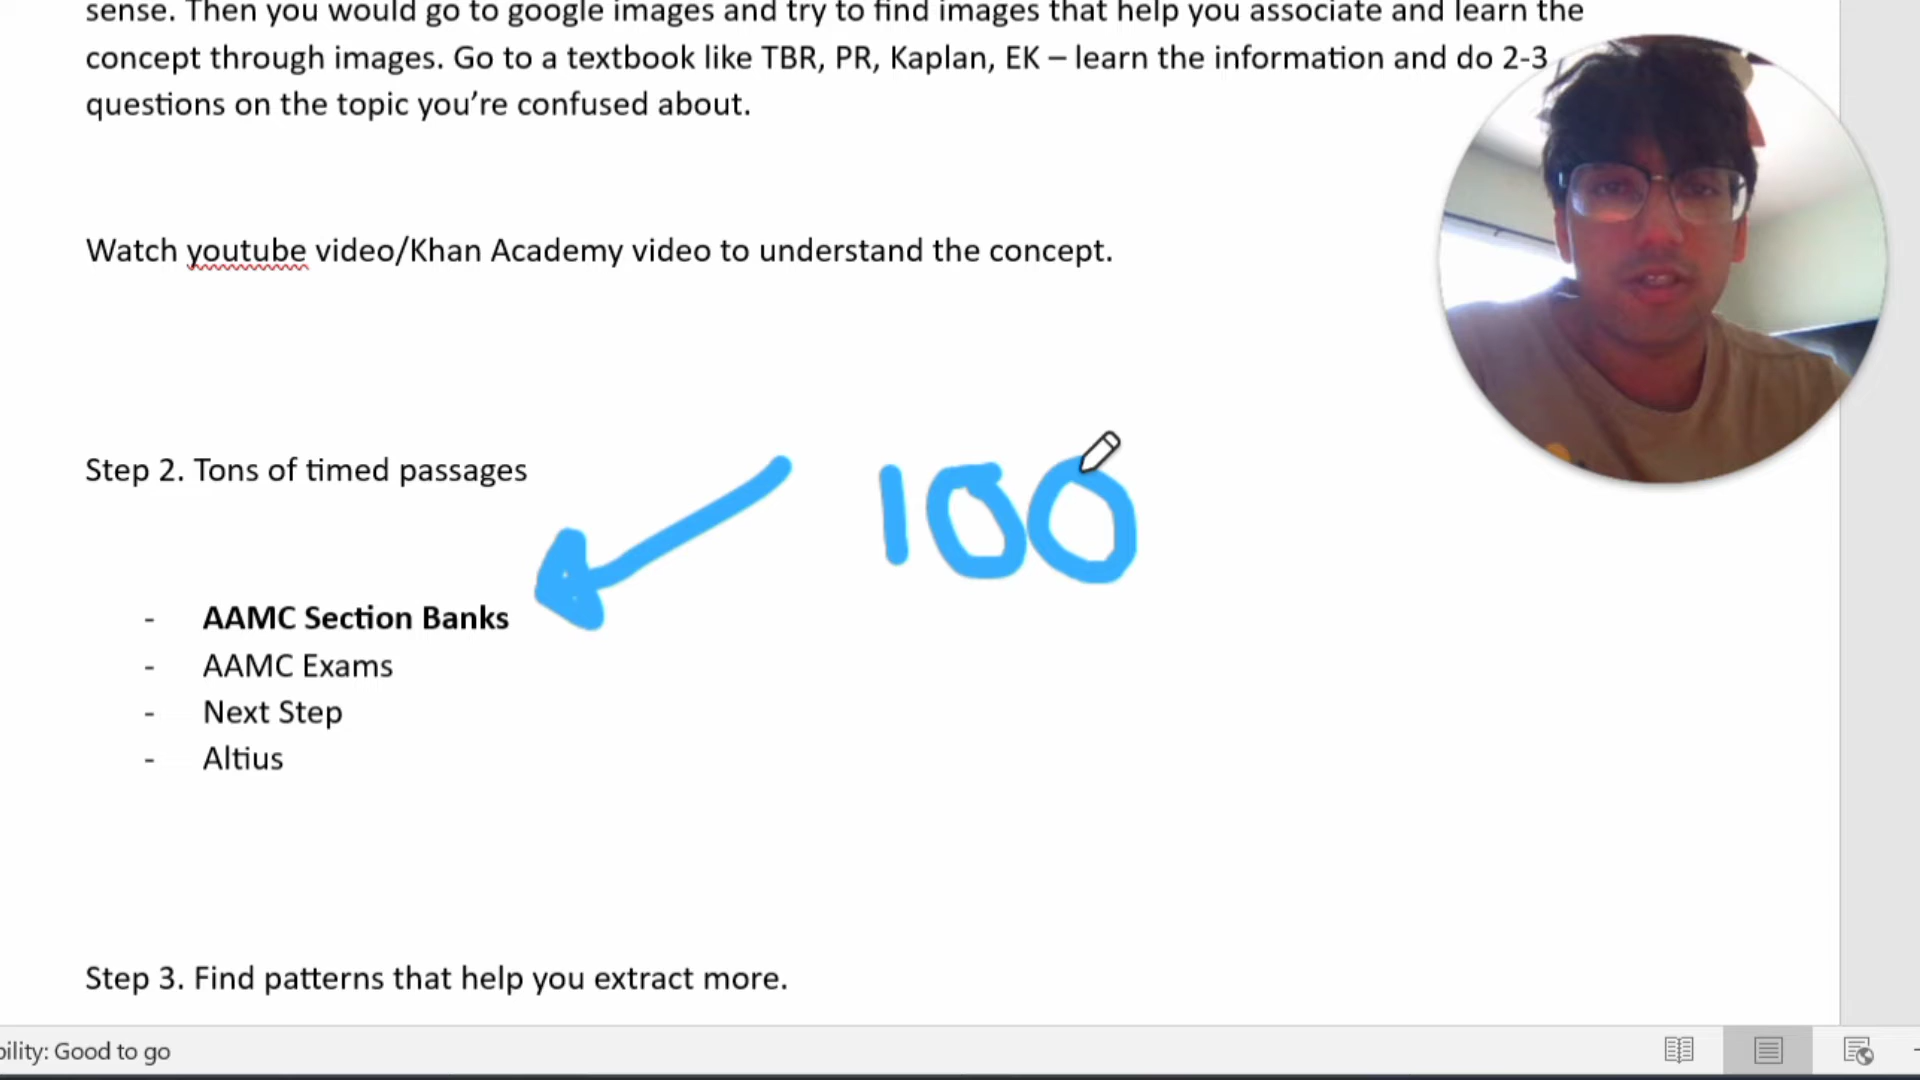 sense. Then you would go to google images and try to find images that help you associate and learn the
concept through images. Go to a textbook like TBR, PR, Kaplan, EK – learn the information and do 2-3
questions on the topic you’re confused about.
Watch youtube video/Khan Academy video to understand the concept.
Step 2. Tons of timed passages
100
- AAMC Section Banks
- AAMC Exams
- Next Step
- Altius
Step 3. Find patterns that help you extract more.
bility: Good to go